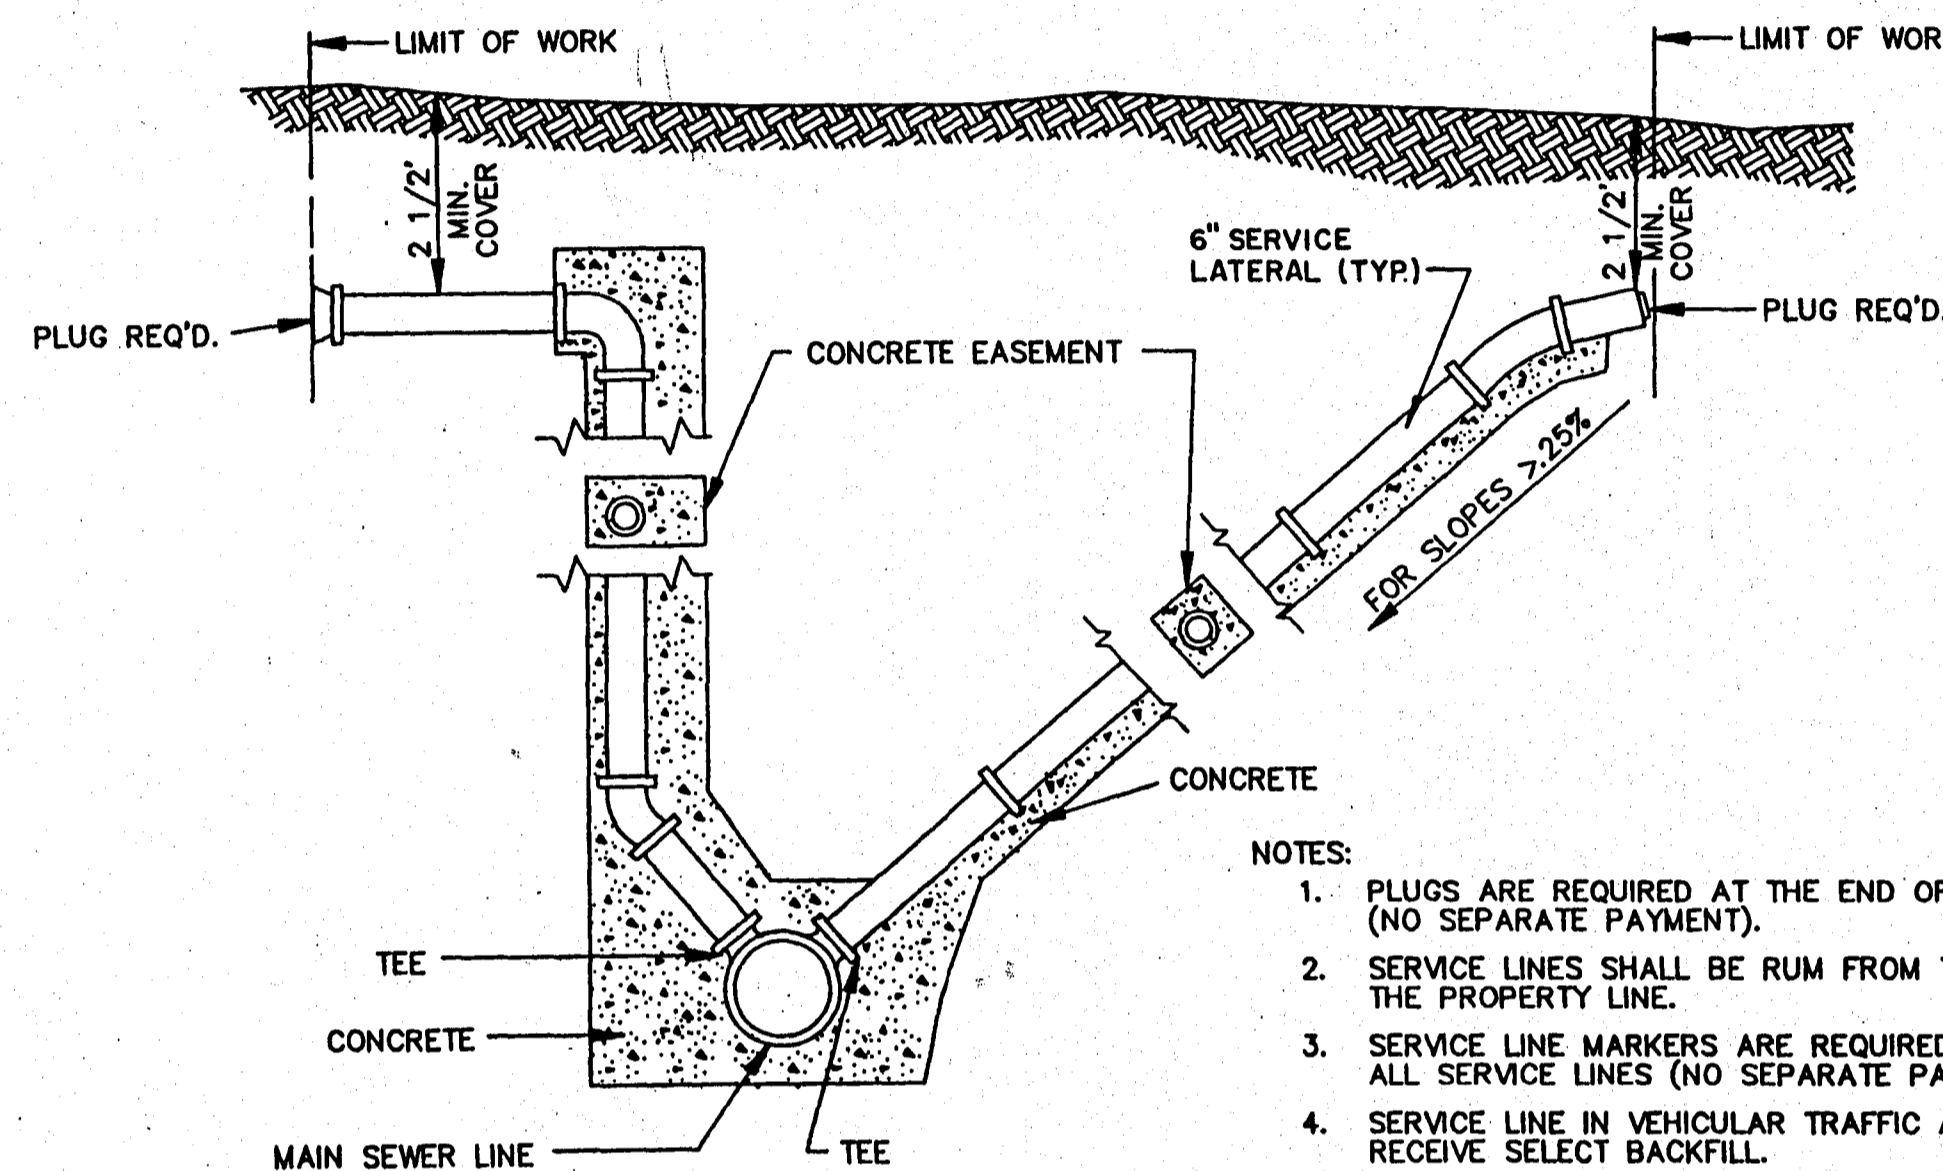 LIMIT OF WORK
LIMIT OF WOR
2 1/2'
MIN.
COVER
2 1/2'
MIN.
COVER
6" SERVICE
LATERAL (TYP.)
PLUG REQ'D.
PLUG REQ'D.
CONCRETE EASEMENT
FOR SLOPES >.25%
CONCRETE
TEE
CONCRETE
MAIN SEWER LINE
TEE
NOTES:
1. PLUGS ARE REQUIRED AT THE END OF
(NO SEPARATE PAYMENT).
2. SERVICE LINES SHALL BE RUM FROM
THE PROPERTY LINE.
3. SERVICE LINE MARKERS ARE REQUIRED
ALL SERVICE LINES (NO SEPARATE PA
4. SERVICE LINE IN VEHICULAR TRAFFIC
RECEIVE SELECT BACKFILL.